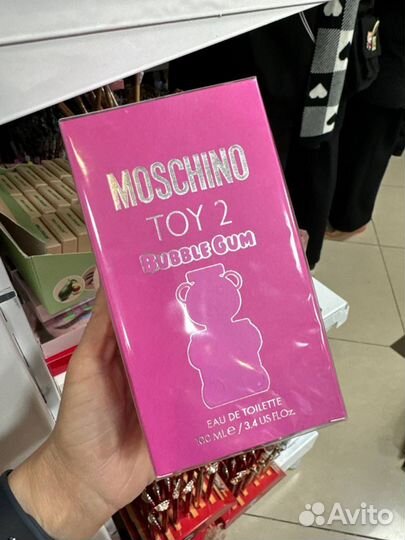 MOSCHINO
TOY 2
BUBBLE GUM
EAU DE TOILETTE
100 ML ℮ / 3.4 US FL.OZ.
Avito